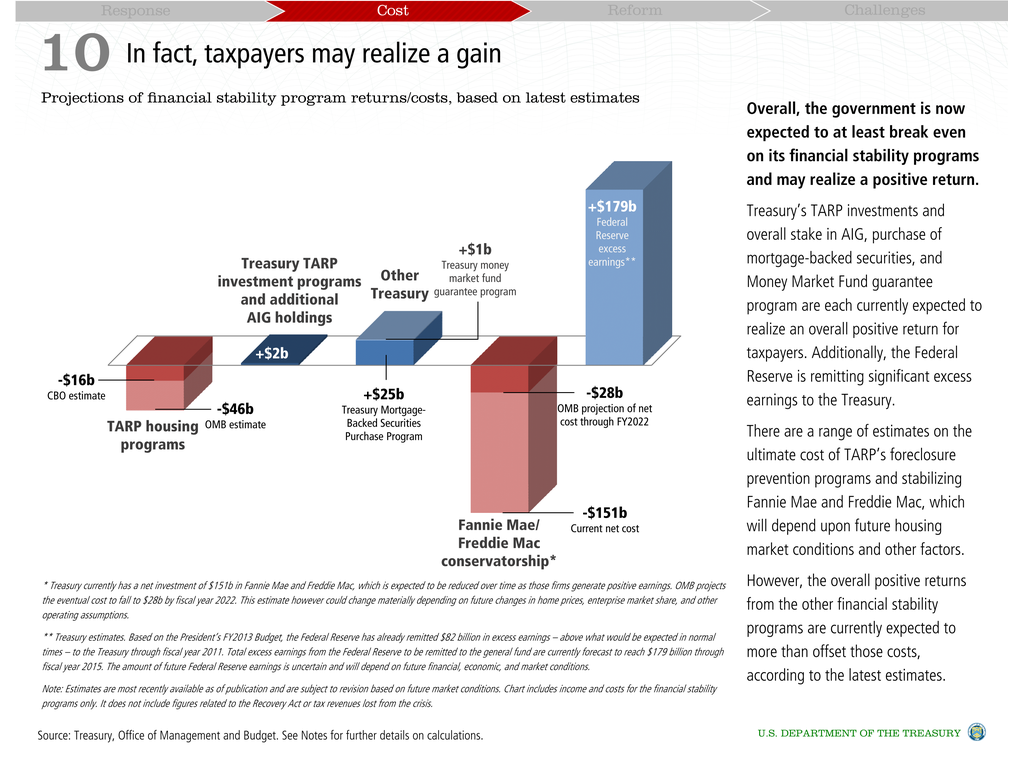 Response
Cost
Reform
Challenges
10 In fact, taxpayers may realize a gain
Projections of financial stability program returns/costs, based on latest estimates
-$16b
CBO estimate
-$46b
OMB estimate
TARP housing
programs
Treasury TARP
investment programs
and additional
AIG holdings
+$2b
Other
Treasury
+$1b
Treasury money
market fund
guarantee program
+$25b
Treasury Mortgage-
Backed Securities
Purchase Program
+$179b
Federal
Reserve
excess
earnings**
-$28b
OMB projection of net
cost through FY2022
-$151b
Current net cost
Fannie Mae/
Freddie Mac
conservatorship*
* Treasury currently has a net investment of $151b in Fannie Mae and Freddie Mac, which is expected to be reduced over time as those firms generate positive earnings. OMB projects
the eventual cost to fall to $28b by fiscal year 2022. This estimate however could change materially depending on future changes in home prices, enterprise market share, and other
operating assumptions.
** Treasury estimates. Based on the President's FY2013 Budget, the Federal Reserve has already remitted $82 billion in excess earnings – above what would be expected in normal
times – to the Treasury through fiscal year 2011. Total excess earnings from the Federal Reserve to be remitted to the general fund are currently forecast to reach $179 billion through
fiscal year 2015. The amount of future Federal Reserve earnings is uncertain and will depend on future financial, economic, and market conditions.
Note: Estimates are most recently available as of publication and are subject to revision based on future market conditions. Chart includes income and costs for the financial stability
programs only. It does not include figures related to the Recovery Act or tax revenues lost from the crisis.
Source: Treasury, Office of Management and Budget. See Notes for further details on calculations.
Overall, the government is now
expected to at least break even
on its financial stability programs
and may realize a positive return.
Treasury's TARP investments and
overall stake in AIG, purchase of
mortgage-backed securities, and
Money Market Fund guarantee
program are each currently expected to
realize an overall positive return for
taxpayers. Additionally, the Federal
Reserve is remitting significant excess
earnings to the Treasury.
There are a range of estimates on the
ultimate cost of TARP's foreclosure
prevention programs and stabilizing
Fannie Mae and Freddie Mac, which
will depend upon future housing
market conditions and other factors.
However, the overall positive returns
from the other financial stability
programs are currently expected to
more than offset those costs,
according to the latest estimates.
U.S. DEPARTMENT OF THE TREASURY